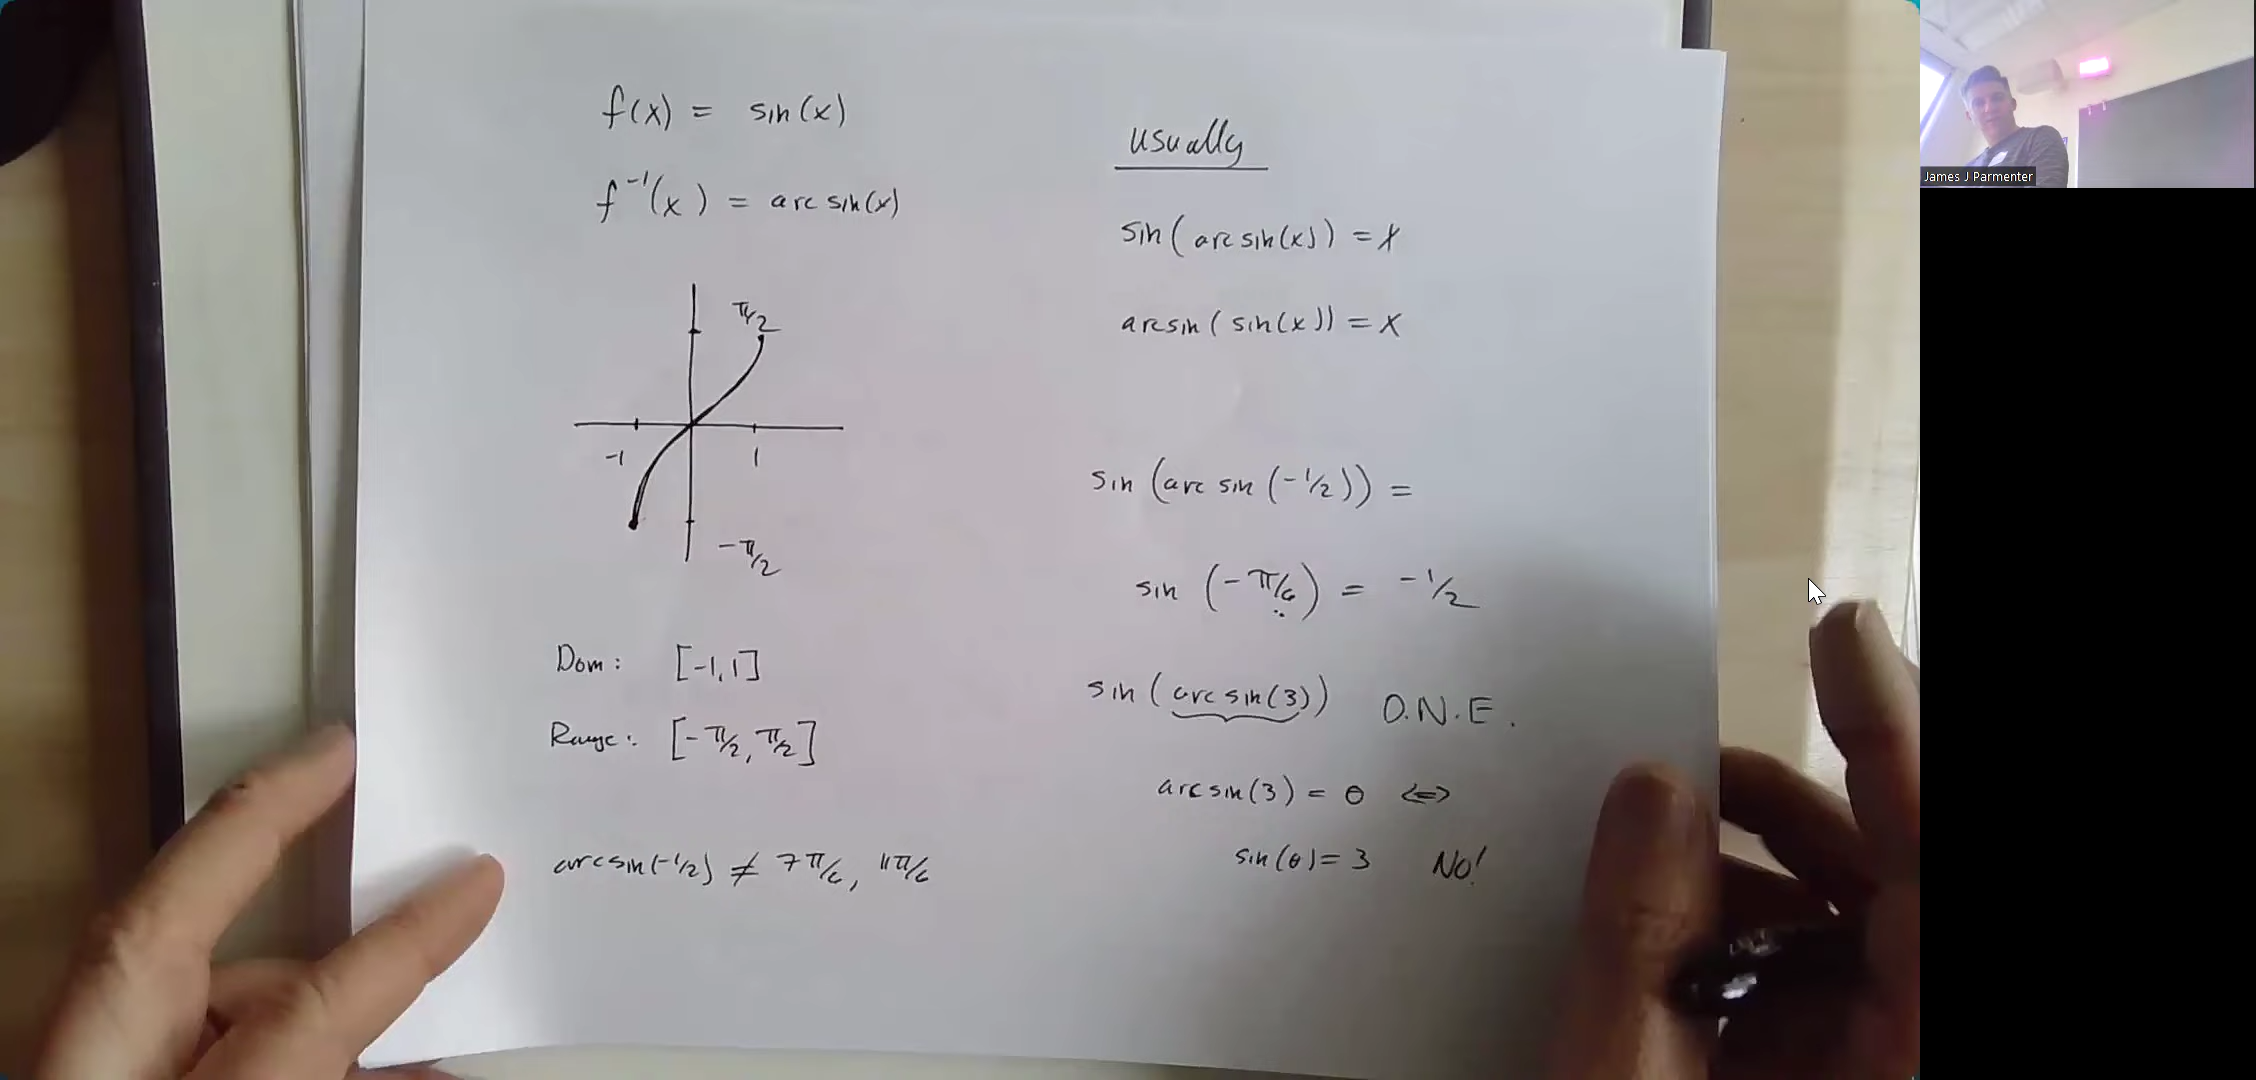 f(x) = sin(x)
f⁻¹(x) = arcsin(x)
π/2
-1
1
-π/2
Dom: [-1,1]
Range: [-π/2, π/2]
arcsin(-1/2) ≠ 7π/6, 11π/6
usually
sin(arcsin(x)) = x
arcsin(sin(x)) = x
sin(arcsin(-1/2)) =
sin(-π/6) = -1/2
sin(arcsin(3)) D.N.E.
arcsin(3) = θ <=>
sin(θ) = 3 No!
James J Parmenter